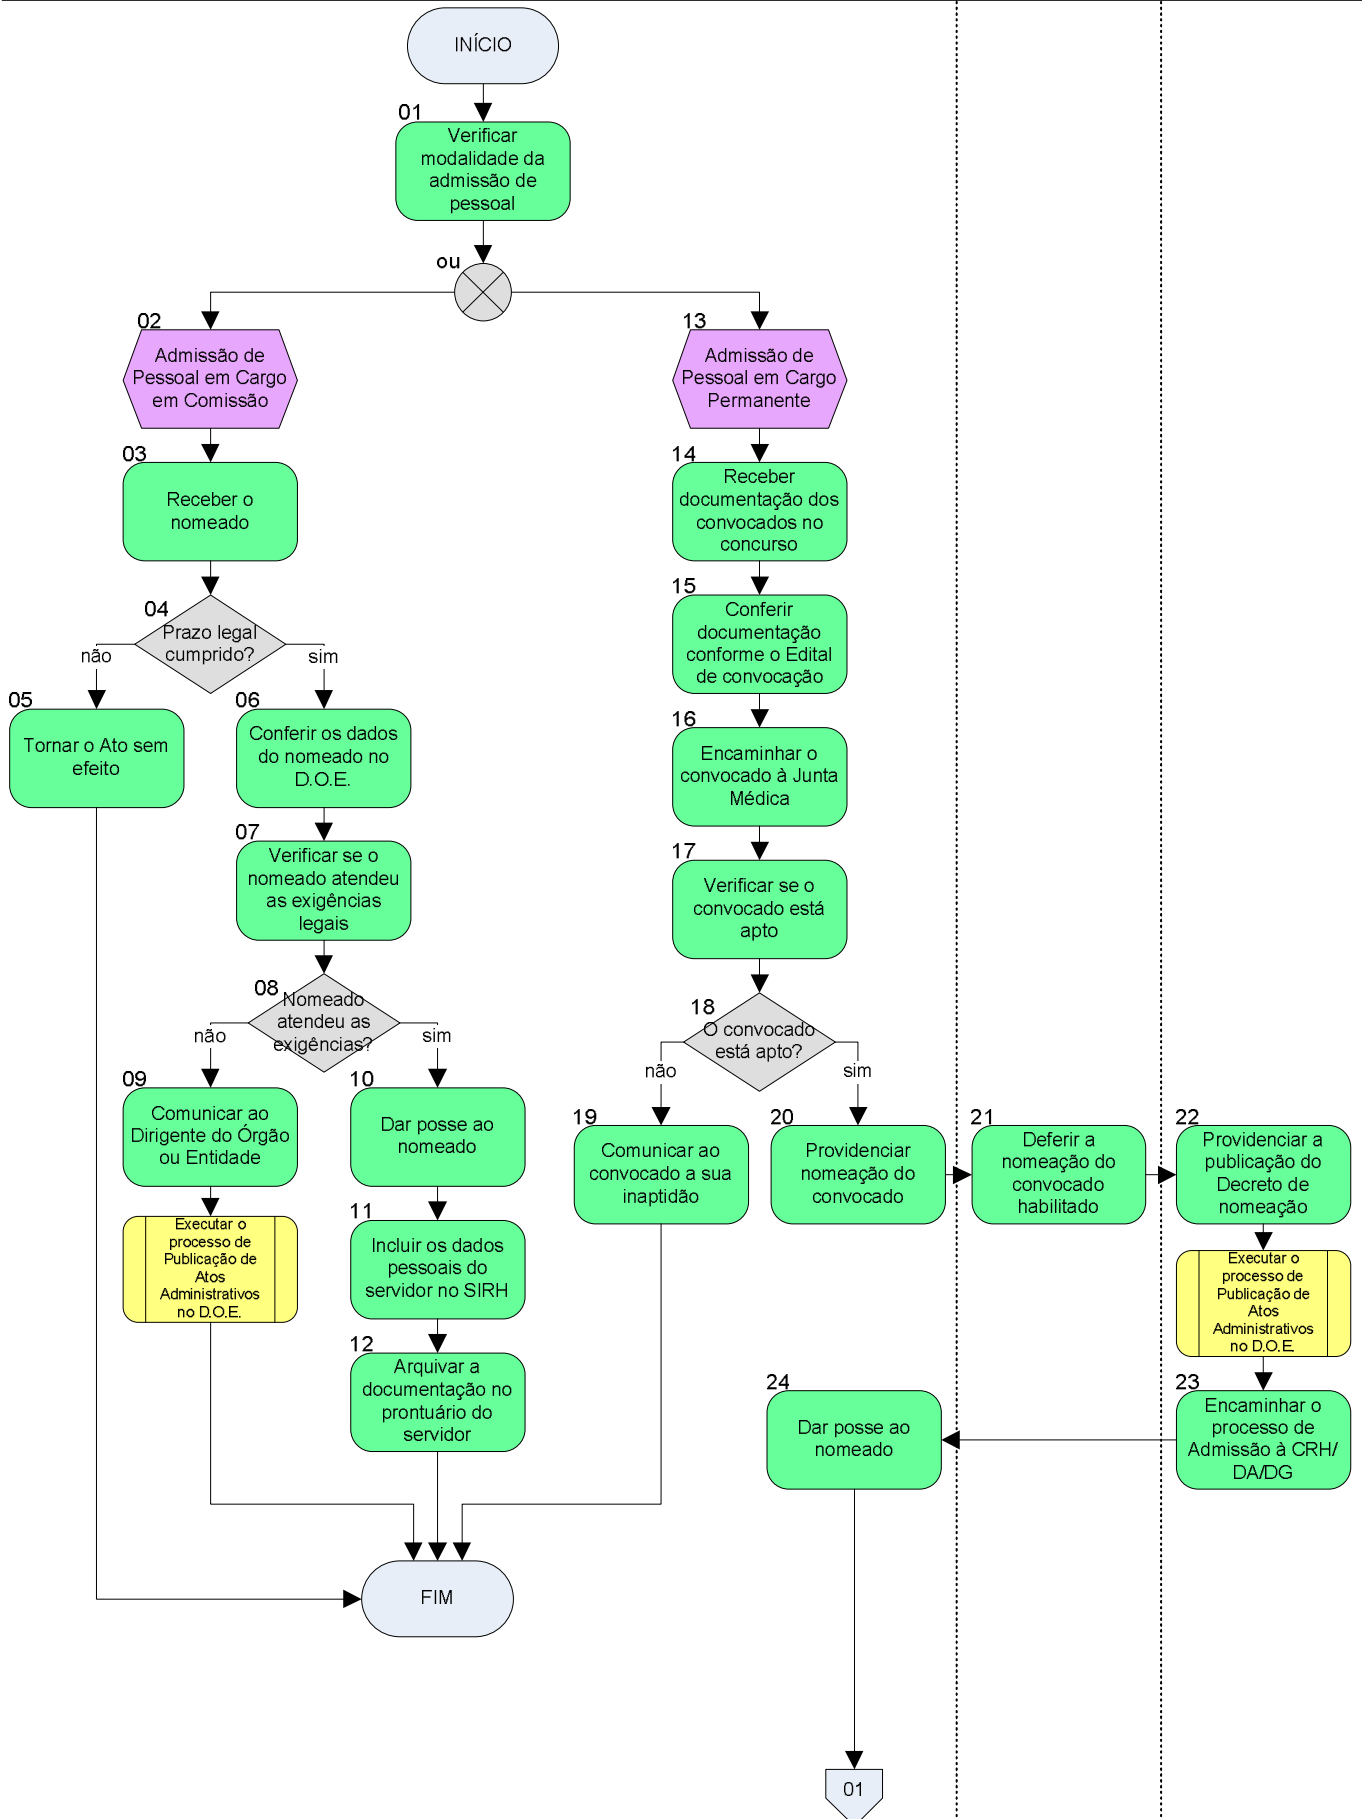 INÍCIO
01
Verificar
modalidade da
admissão de
pessoal
ou
02
Admissão de
Pessoal em Cargo
em Comissão
13
Admissão de
Pessoal em Cargo
Permanente
03
Receber o
nomeado
14
Receber
documentação dos
convocados no
concurso
04
Prazo legal
cumprido?
não
sim
15
Conferir
documentação
conforme o Edital
de convocação
05
Tornar o Ato sem
efeito
06
Conferir os dados
do nomeado no
D.O.E.
16
Encaminhar o
convocado à Junta
Médica
07
Verificar se o
nomeado atendeu
as exigências
legais
17
Verificar se o
convocado está
apto
08
Nomeado
atendeu as
exigências?
não
sim
18
O convocado
está apto?
não
sim
09
Comunicar ao
Dirigente do Órgão
ou Entidade
10
Dar posse ao
nomeado
19
Comunicar ao
convocado a sua
inaptidão
20
Providenciar
nomeação do
convocado
21
Deferir a
nomeação do
convocado
habilitado
22
Providenciar a
publicação do
Decreto de
nomeação
Executar o
processo de
Publicação de
Atos
Administrativos
no D.O.E.
11
Incluir os dados
pessoais do
servidor no SIRH
Executar o
processo de
Publicação de
Atos
Administrativos
no D.O.E.
12
Arquivar a
documentação no
prontuário do
servidor
24
Dar posse ao
nomeado
23
Encaminhar o
processo de
Admissão à CRH/
DA/DG
FIM
01